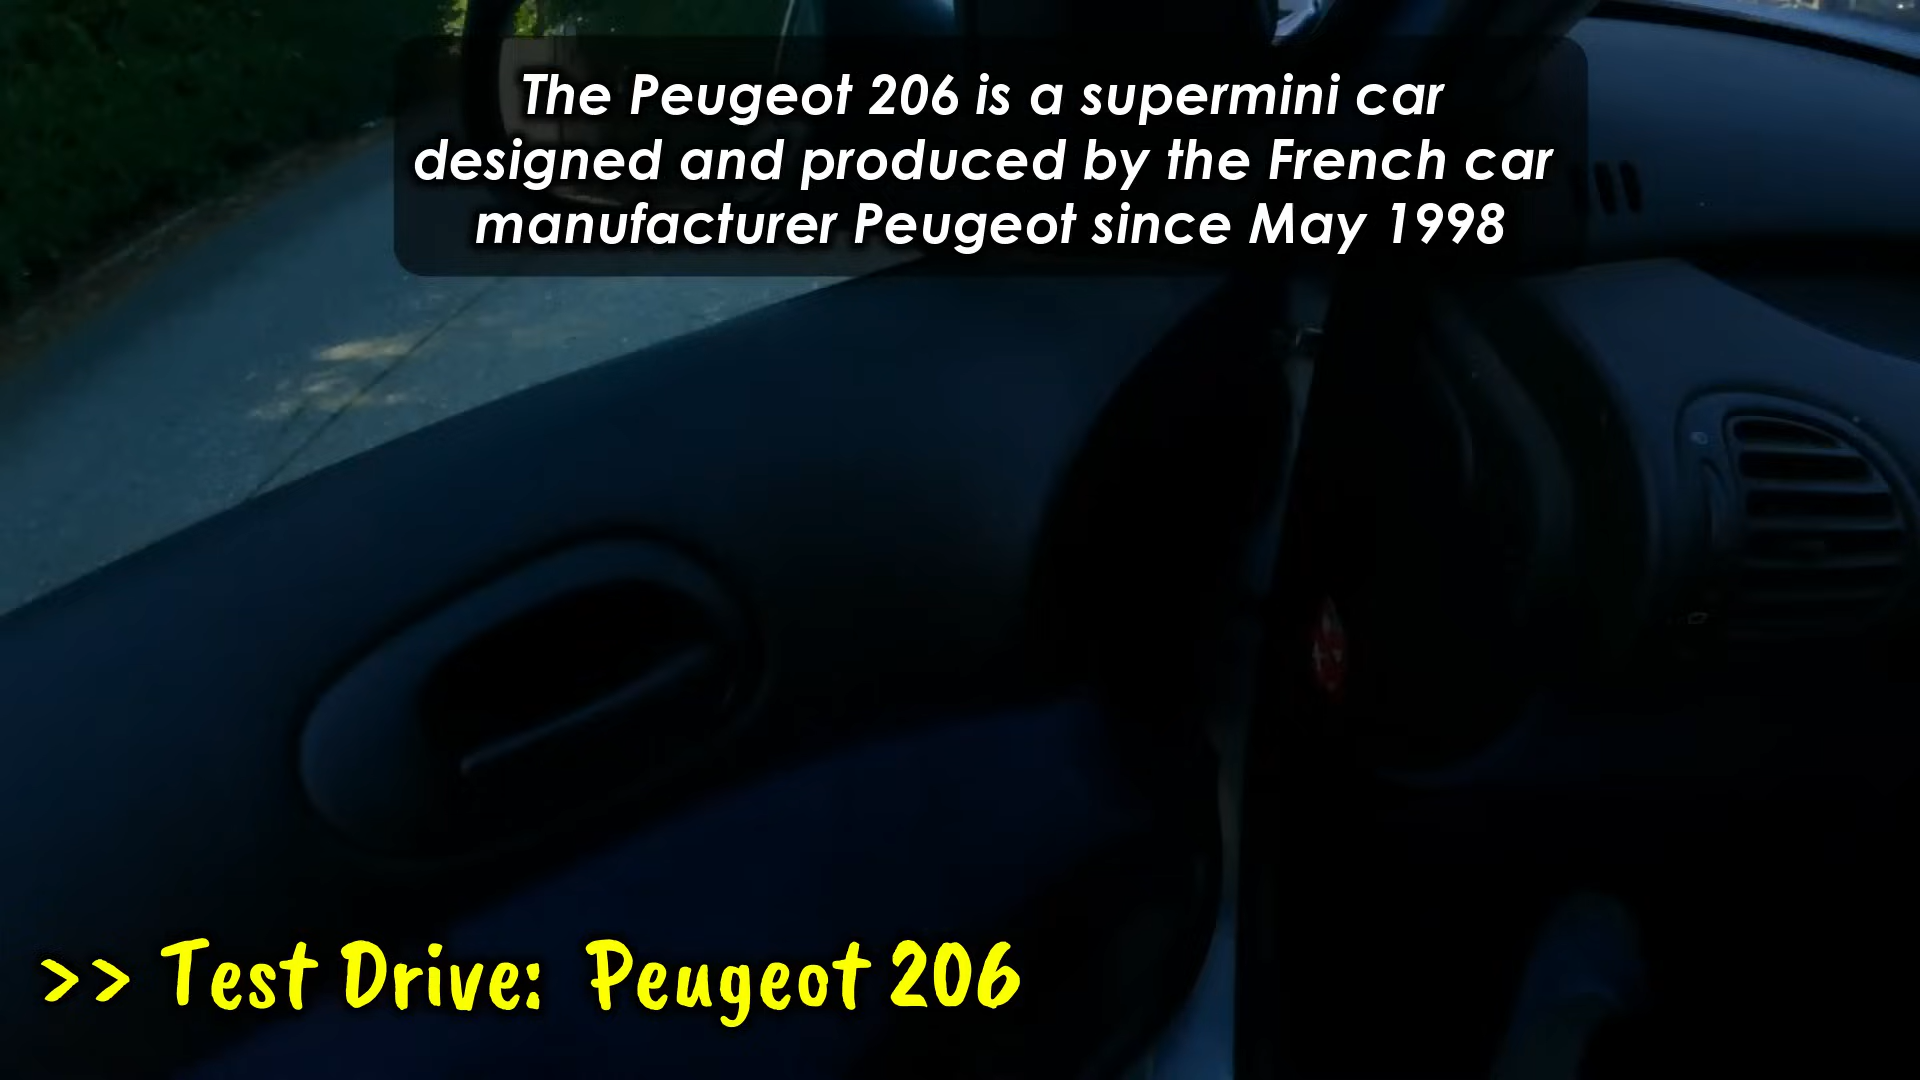 The Peugeot 206 is a supermini car
designed and produced by the French car
manufacturer Peugeot since May 1998
>> Test Drive: Peugeot 206